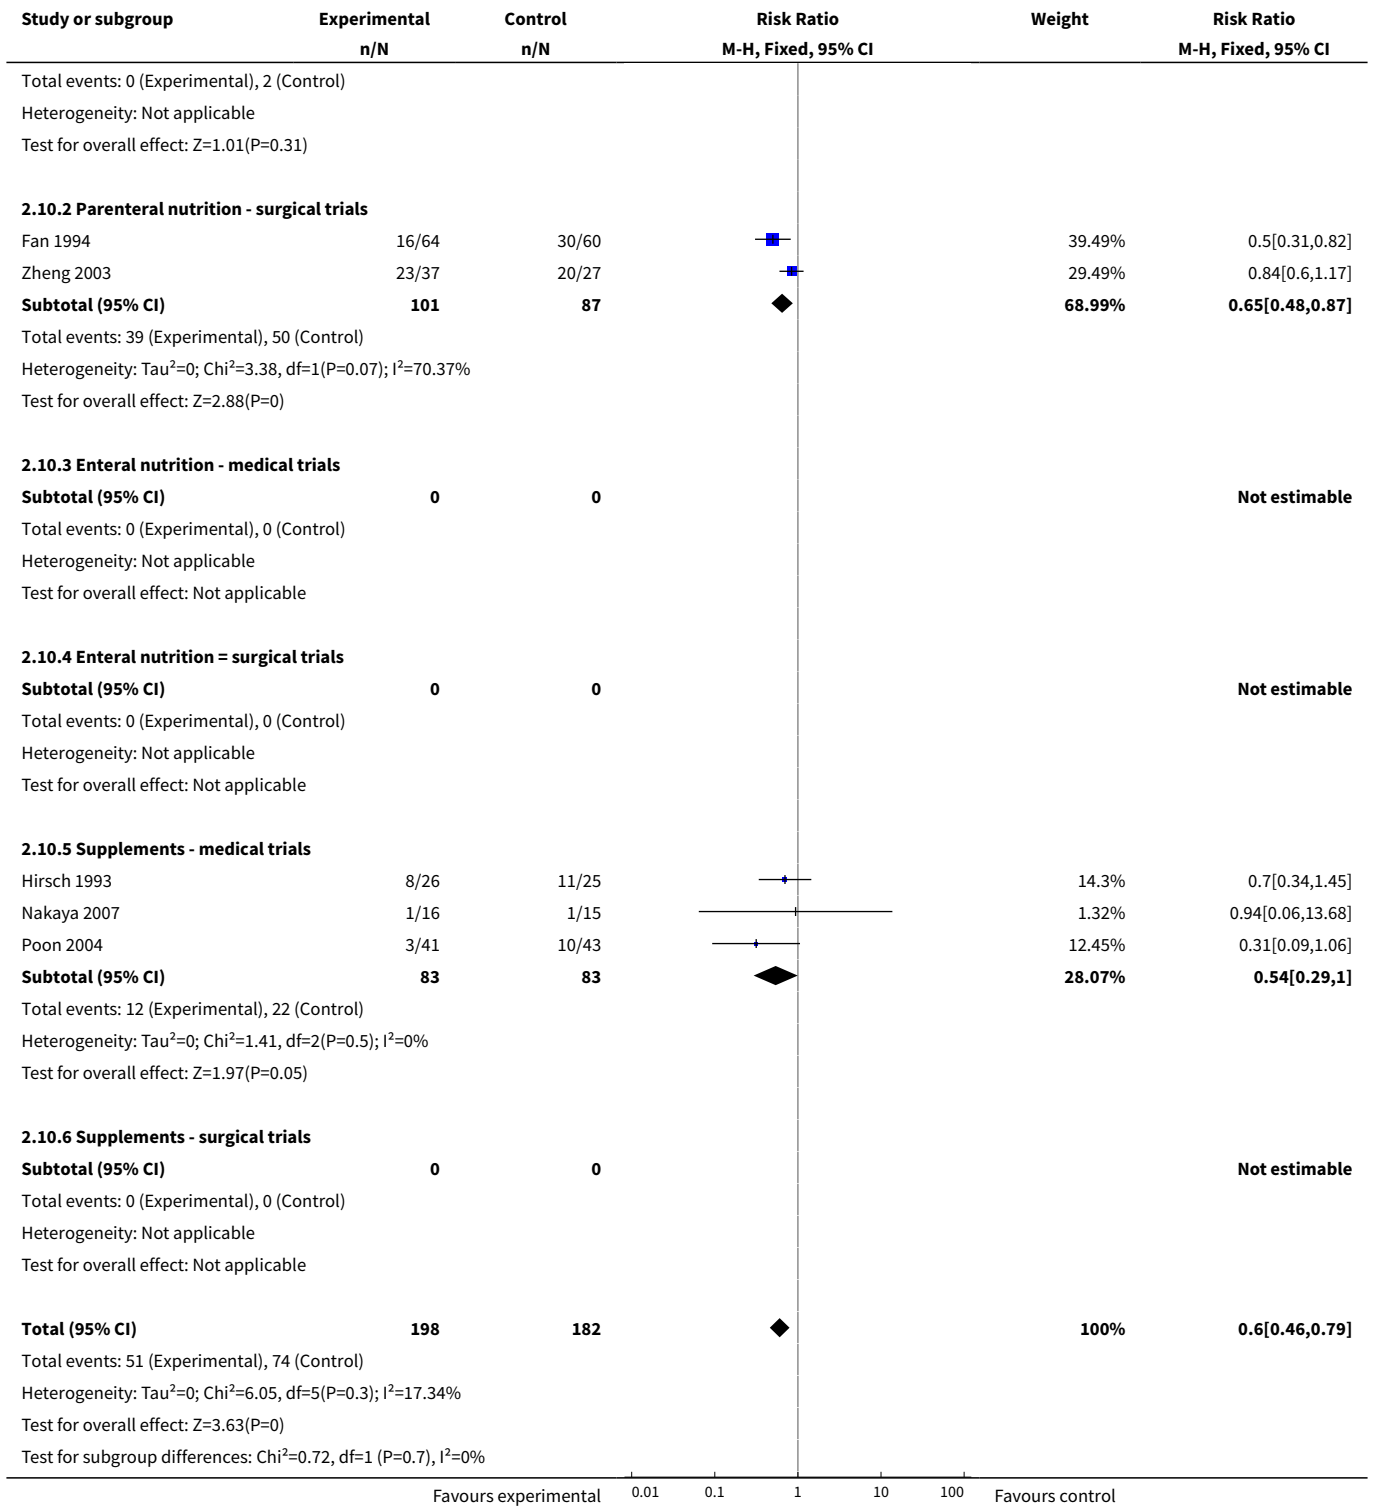 Study or subgroup Experimental Control Risk Ratio Weight Risk Ratio
n/N n/N M-H, Fixed, 95% CI M-H, Fixed, 95% CI
Total events: 0 (Experimental), 2 (Control)
Heterogeneity: Not applicable
Test for overall effect: Z=1.01(P=0.31)
2.10.2 Parenteral nutrition - surgical trials
Fan 1994 16/64 30/60 39.49% 0.5[0.31,0.82]
Zheng 2003 23/37 20/27 29.49% 0.84[0.6,1.17]
Subtotal (95% CI) 101 87 68.99% 0.65[0.48,0.87]
Total events: 39 (Experimental), 50 (Control)
Heterogeneity: Tau²=0; Chi²=3.38, df=1(P=0.07); I²=70.37%
Test for overall effect: Z=2.88(P=0)
2.10.3 Enteral nutrition - medical trials
Subtotal (95% CI) 0 0 Not estimable
Total events: 0 (Experimental), 0 (Control)
Heterogeneity: Not applicable
Test for overall effect: Not applicable
2.10.4 Enteral nutrition = surgical trials
Subtotal (95% CI) 0 0 Not estimable
Total events: 0 (Experimental), 0 (Control)
Heterogeneity: Not applicable
Test for overall effect: Not applicable
2.10.5 Supplements - medical trials
Hirsch 1993 8/26 11/25 14.3% 0.7[0.34,1.45]
Nakaya 2007 1/16 1/15 1.32% 0.94[0.06,13.68]
Poon 2004 3/41 10/43 12.45% 0.31[0.09,1.06]
Subtotal (95% CI) 83 83 28.07% 0.54[0.29,1]
Total events: 12 (Experimental), 22 (Control)
Heterogeneity: Tau²=0; Chi²=1.41, df=2(P=0.5); I²=0%
Test for overall effect: Z=1.97(P=0.05)
2.10.6 Supplements - surgical trials
Subtotal (95% CI) 0 0 Not estimable
Total events: 0 (Experimental), 0 (Control)
Heterogeneity: Not applicable
Test for overall effect: Not applicable
Total (95% CI) 198 182 100% 0.6[0.46,0.79]
Total events: 51 (Experimental), 74 (Control)
Heterogeneity: Tau²=0; Chi²=6.05, df=5(P=0.3); I²=17.34%
Test for overall effect: Z=3.63(P=0)
Test for subgroup differences: Chi²=0.72, df=1 (P=0.7), I²=0%
Favours experimental 0.01 0.1 1 10 100 Favours control